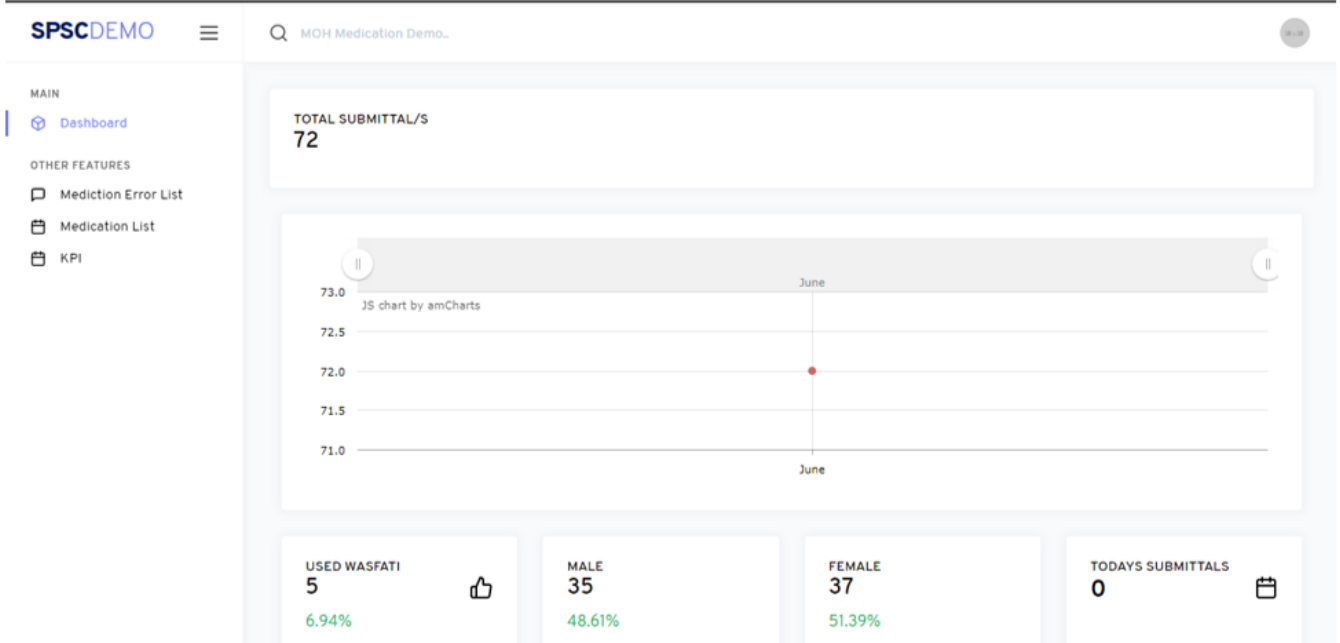 SPSCDEMO
MOH Medication Demo..
MAIN
Dashboard
OTHER FEATURES
Mediction Error List
Medication List
KPI
TOTAL SUBMITTAL/S
72
June
73.0
JS chart by amCharts
72.5
72.0
71.5
71.0
June
USED WASFATI
5
6.94%
MALE
35
48.61%
FEMALE
37
51.39%
TODAYS SUBMITTALS
0